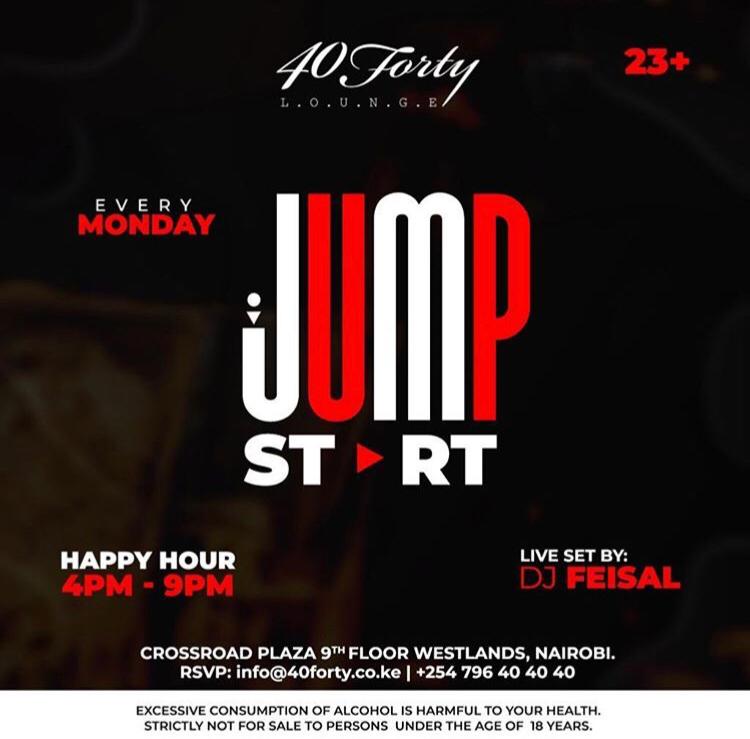 40 Forty
L.O.U.N.G.E
23+
EVERY
MONDAY
JUMP
ST▶RT
HAPPY HOUR
4PM - 9PM
LIVE SET BY:
DJ FEISAL
CROSSROAD PLAZA 9TH FLOOR WESTLANDS, NAIROBI.
RSVP: info@40forty.co.ke | +254 796 40 40 40
EXCESSIVE CONSUMPTION OF ALCOHOL IS HARMFUL TO YOUR HEALTH.
STRICTLY NOT FOR SALE TO PERSONS UNDER THE AGE OF 18 YEARS.